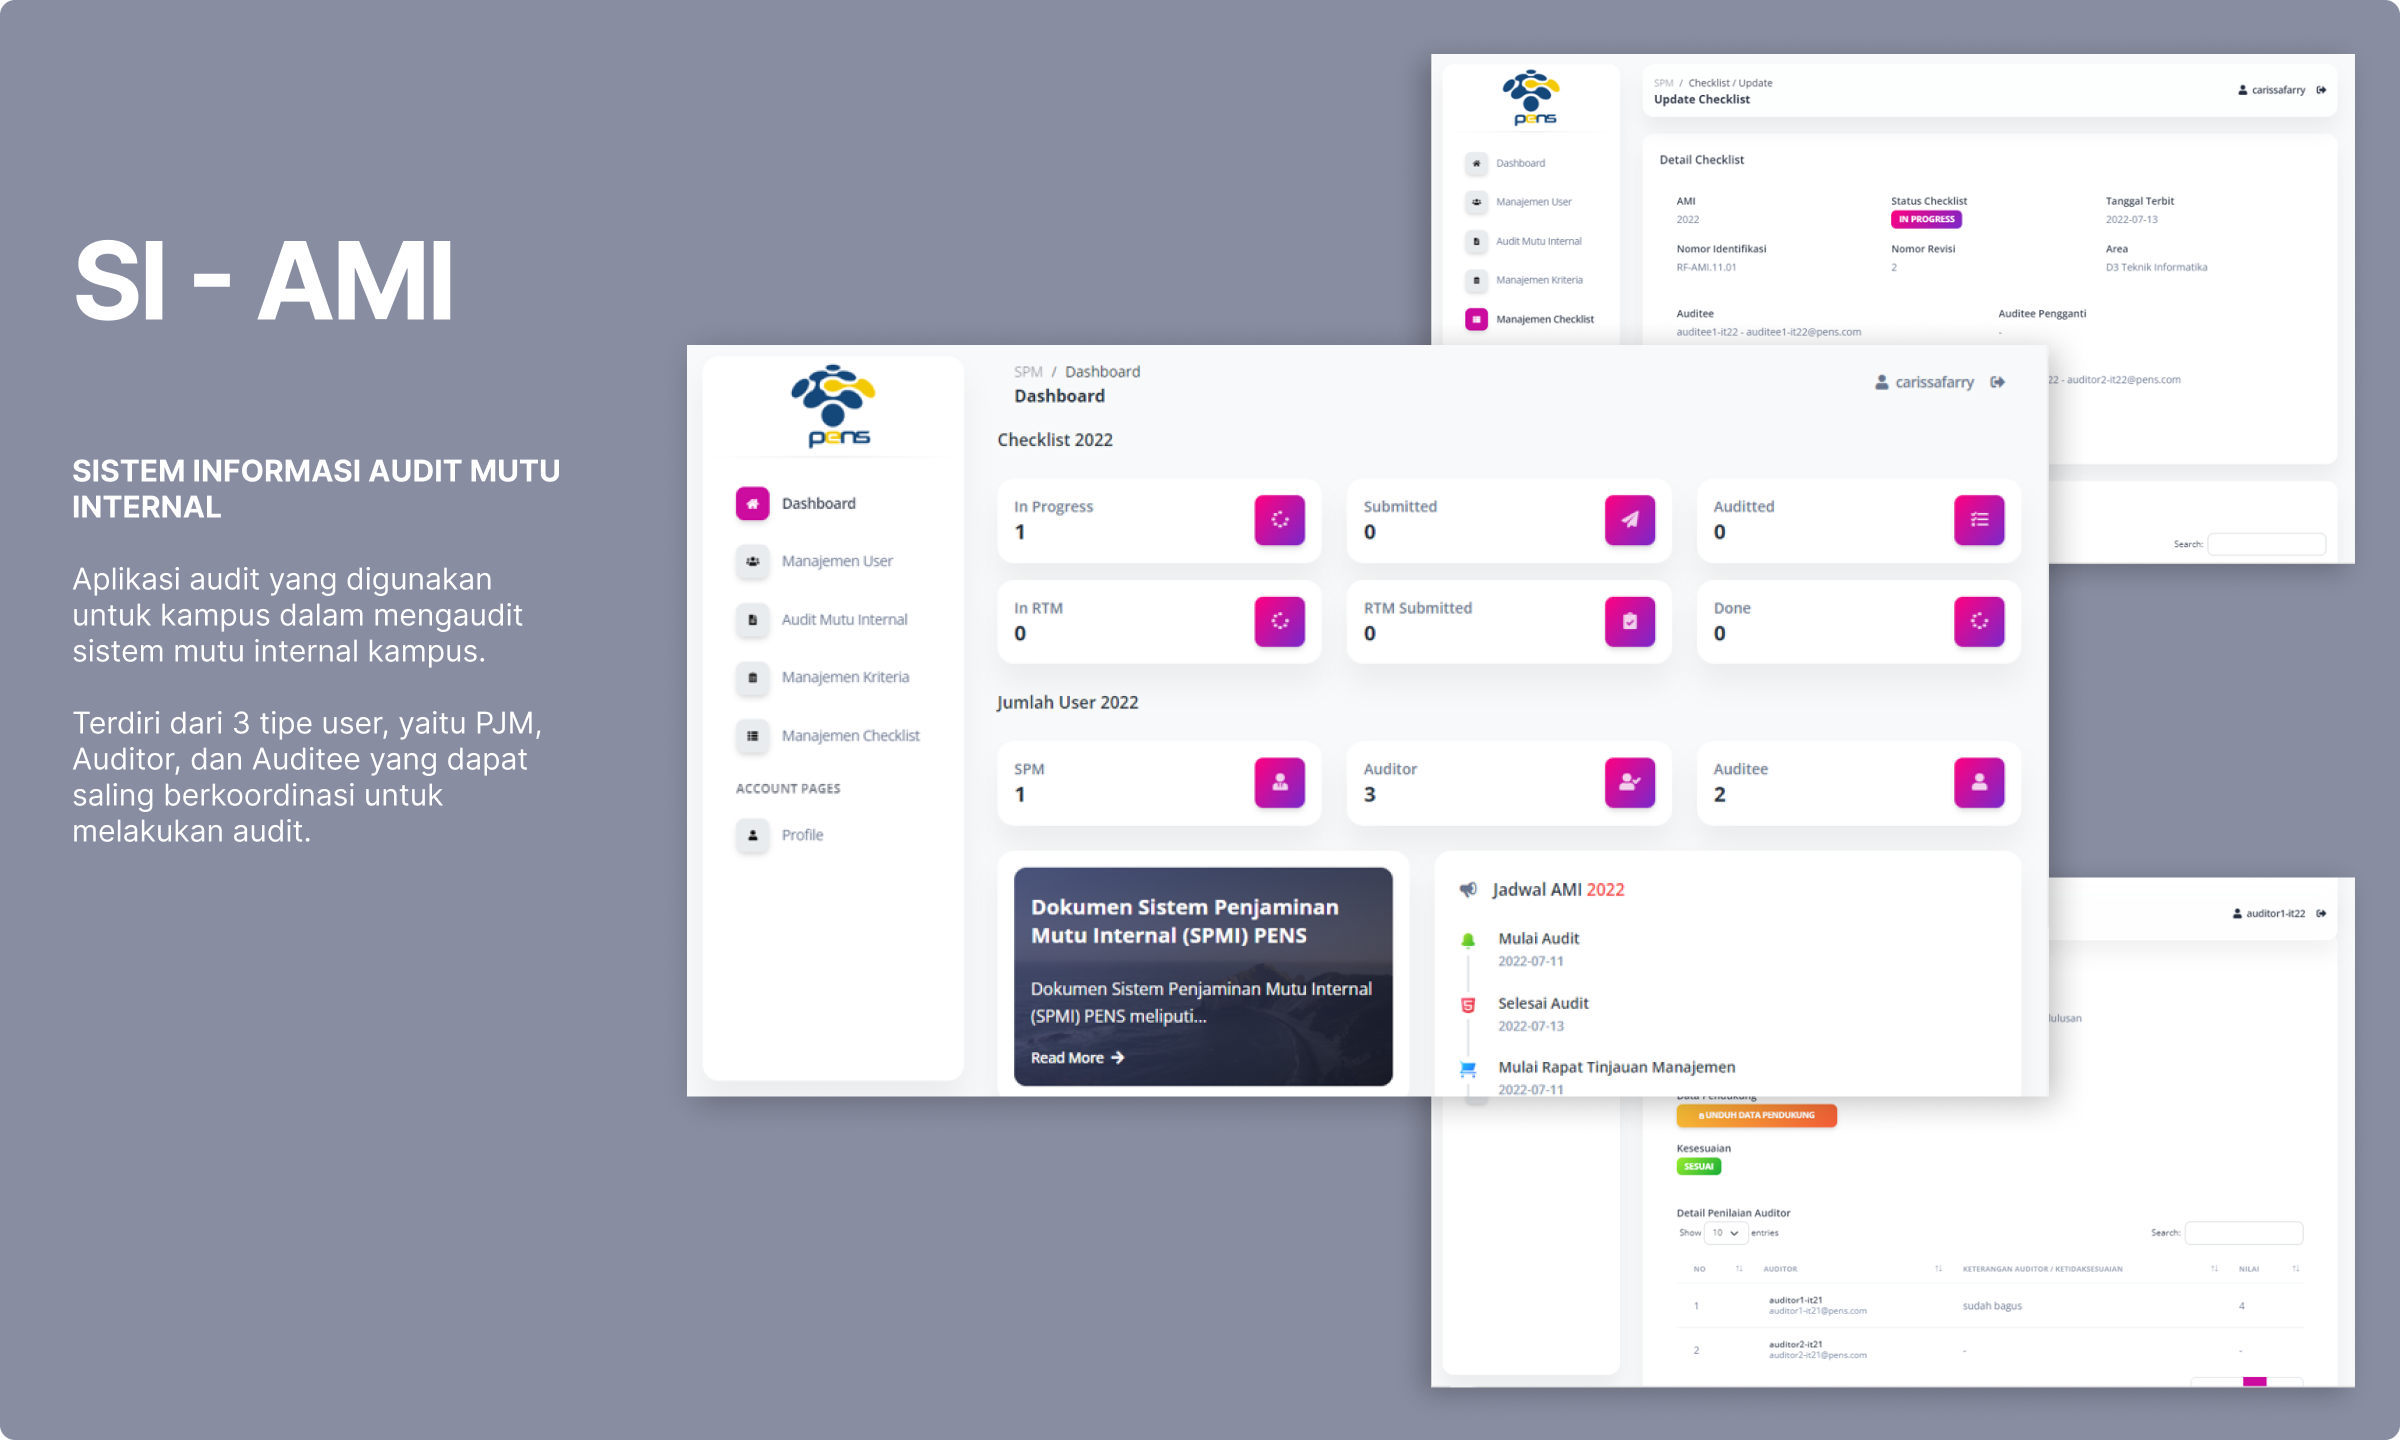 SI - AMI
SISTEM INFORMASI AUDIT MUTU
INTERNAL
Aplikasi audit yang digunakan
untuk kampus dalam mengaudit
sistem mutu internal kampus.
Terdiri dari 3 tipe user, yaitu PJM,
Auditor, dan Auditee yang dapat
saling berkoordinasi untuk
melakukan audit.
pens
SPM / Checklist / Update
Update Checklist
carissafarry
Dashboard
Manajemen User
Audit Mutu Internal
Manajemen Kriteria
Manajemen Checklist
Detail Checklist
AMI
2022
Status Checklist
IN PROGRESS
Tanggal Terbit
2022-07-13
Nomor Identifikasi
RF-AMI.11.01
Nomor Revisi
2
Area
D3 Teknik Informatika
Auditee
auditee1-it22 - auditee1-it22@pens.com
Auditee Pengganti
-
22 - auditor2-it22@pens.com
Search:
pens
SPM / Dashboard
Dashboard
carissafarry
Dashboard
Manajemen User
Audit Mutu Internal
Manajemen Kriteria
Manajemen Checklist
ACCOUNT PAGES
Profile
Checklist 2022
In Progress
1
Submitted
0
Auditted
0
In RTM
0
RTM Submitted
0
Done
0
Jumlah User 2022
SPM
1
Auditor
3
Auditee
2
Dokumen Sistem Penjaminan
Mutu Internal (SPMI) PENS
Dokumen Sistem Penjaminan Mutu Internal
(SPMI) PENS meliputi...
Read More →
Jadwal AMI 2022
Mulai Audit
2022-07-11
Selesai Audit
2022-07-13
Mulai Rapat Tinjauan Manajemen
2022-07-11
auditor1-it22
lulusan
Data Pendukung
UNDUH DATA PENDUKUNG
Kesesuaian
SESUAI
Detail Penilaian Auditor
Show 10 entries
Search:
NO AUDITOR KETERANGAN AUDITOR / KETIDAKSESUAIAN NILAI
1 auditor1-it21 sudah bagus 4
auditor1-it21@pens.com
2 auditor2-it21 - -
auditor2-it21@pens.com